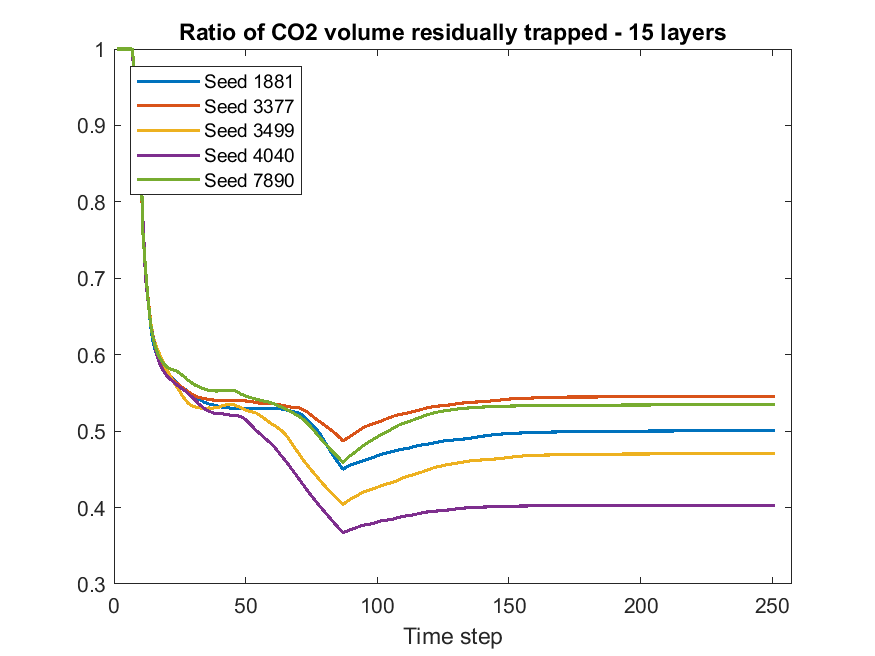 Ratio of CO2 volume residually trapped - 15 layers
1
0.9
0.8
0.7
0.6
0.5
0.4
0.3
Seed 1881
Seed 3377
Seed 3499
Seed 4040
Seed 7890
0 50 100 150 200 250
Time step